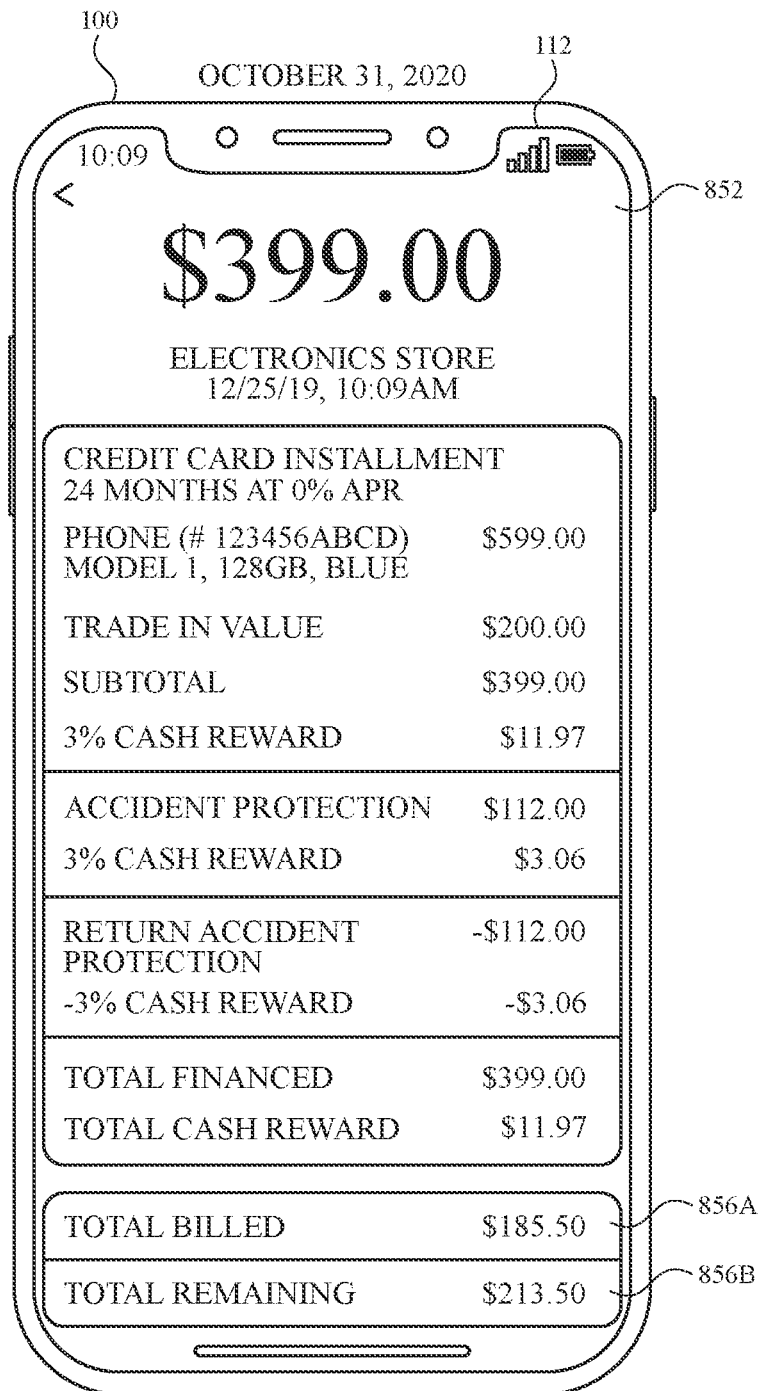 100
112
OCTOBER 31, 2020
10:09
852
<
$399.00
ELECTRONICS STORE
12/25/19, 10:09AM
CREDIT CARD INSTALLMENT
24 MONTHS AT 0% APR
PHONE (# 123456ABCD) $599.00
MODEL 1, 128GB, BLUE
TRADE IN VALUE $200.00
SUBTOTAL $399.00
3% CASH REWARD $11.97
ACCIDENT PROTECTION $112.00
3% CASH REWARD $3.06
RETURN ACCIDENT -$112.00
PROTECTION
-3% CASH REWARD -$3.06
TOTAL FINANCED $399.00
TOTAL CASH REWARD $11.97
TOTAL BILLED $185.50 856A
TOTAL REMAINING $213.50 856B